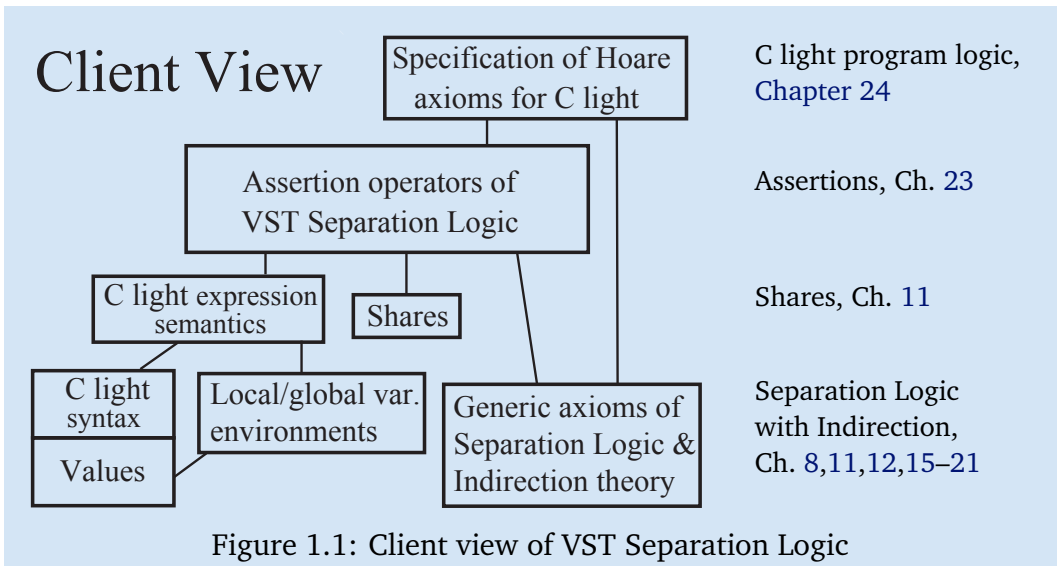 Client View
Specification of Hoare
axioms for C light
C light program logic,
Chapter 24
Assertion operators of
VST Separation Logic
Assertions, Ch. 23
C light expression
semantics
Shares
Shares, Ch. 11
C light
syntax
Values
Local/global var.
environments
Generic axioms of
Separation Logic &
Indirection theory
Separation Logic
with Indirection,
Ch. 8,11,12,15–21
Figure 1.1: Client view of VST Separation Logic